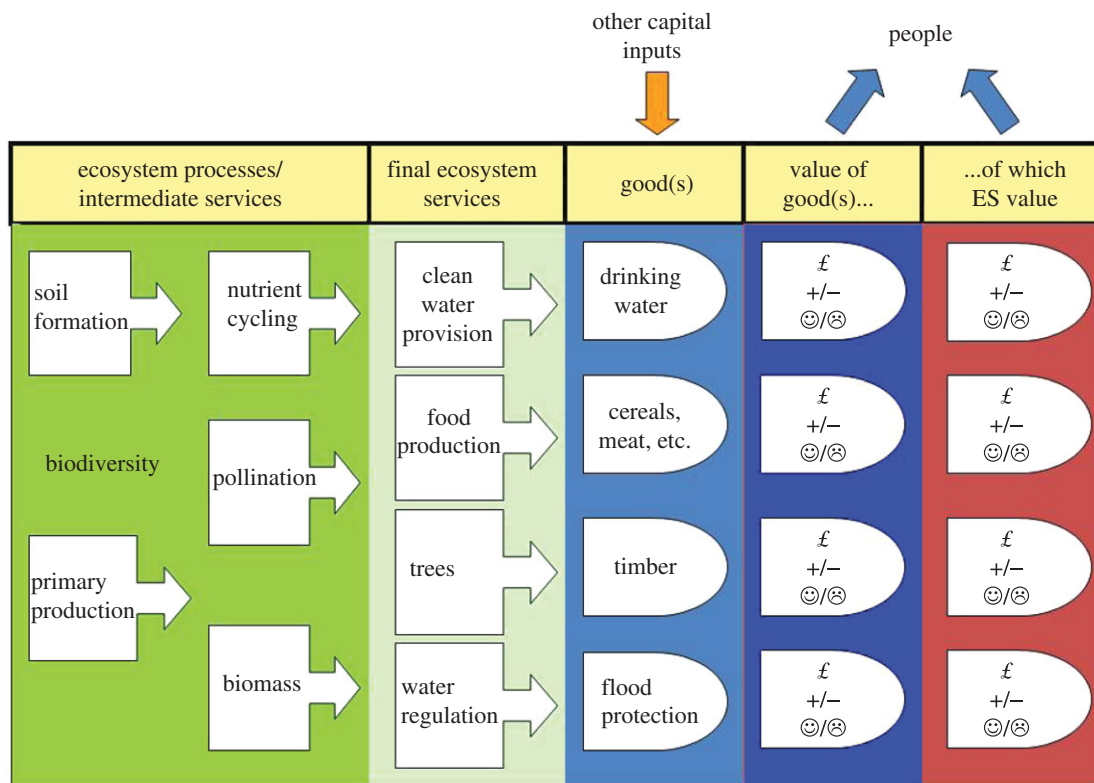 other capital
inputs
people
ecosystem processes/
intermediate services
final ecosystem
services
good(s)
value of
good(s)...
...of which
ES value
soil
formation
nutrient
cycling
clean
water
provision
drinking
water
£
+/–
☺/☹
£
+/–
☺/☹
biodiversity
pollination
food
production
cereals,
meat, etc.
£
+/–
☺/☹
£
+/–
☺/☹
primary
production
trees
timber
£
+/–
☺/☹
£
+/–
☺/☹
biomass
water
regulation
flood
protection
£
+/–
☺/☹
£
+/–
☺/☹